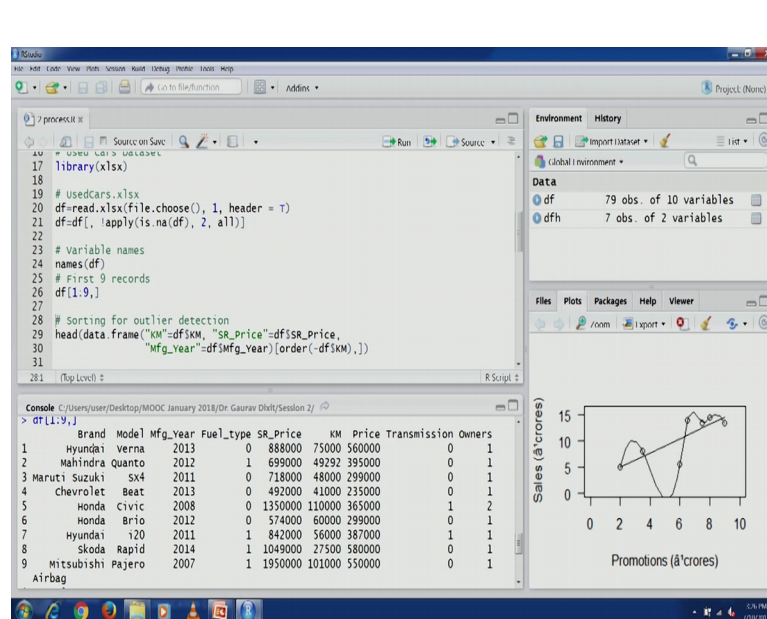 RStudio
File Edit Code View Plots Session Build Debug Profile Tools Help
Go to file/function
Addins
Project: (None)
2 process.R
Source on Save
Run
Source
16 # Used Cars Dataset
17 library(xlsx)
18
19 # UsedCars.xlsx
20 df=read.xlsx(file.choose(), 1, header = T)
21 df=df[, !apply(is.na(df), 2, all)]
22
23 # Variable names
24 names(df)
25 # First 9 records
26 df[1:9,]
27
28 # Sorting for outlier detection
29 head(data.frame("KM"=df$KM, "SR_Price"=df$SR_Price,
30 "Mfg_Year"=df$Mfg_Year)[order(-df$KM),])
31
28:1 (Top Level) R Script
Console C:/Users/user/Desktop/MOOC January 2018/Dr. Gaurav Dixit/Session 2/
> df[1:9,]
Brand Model Mfg_Year Fuel_type SR_Price KM Price Transmission Owners
1 Hyundai Verna 2013 0 888000 75000 560000 0 1
2 Mahindra Quanto 2012 1 699000 49292 395000 0 1
3 Maruti Suzuki SX4 2011 0 718000 48000 299000 0 1
4 Chevrolet Beat 2013 0 492000 41000 235000 0 1
5 Honda Civic 2008 0 1350000 110000 365000 1 2
6 Honda Brio 2012 0 574000 60000 299000 0 1
7 Hyundai i20 2011 1 842000 56000 387000 1 1
8 Skoda Rapid 2014 1 1049000 27500 580000 0 1
9 Mitsubishi Pajero 2007 1 1950000 101000 550000 0 1
Airbag
Environment History
Import Dataset
List
Global Environment
Data
df 79 obs. of 10 variables
dfh 7 obs. of 2 variables
Files Plots Packages Help Viewer
Zoom Export
Sales (â¹crores)
15
10
5
0
0 2 4 6 8 10
Promotions (â¹crores)